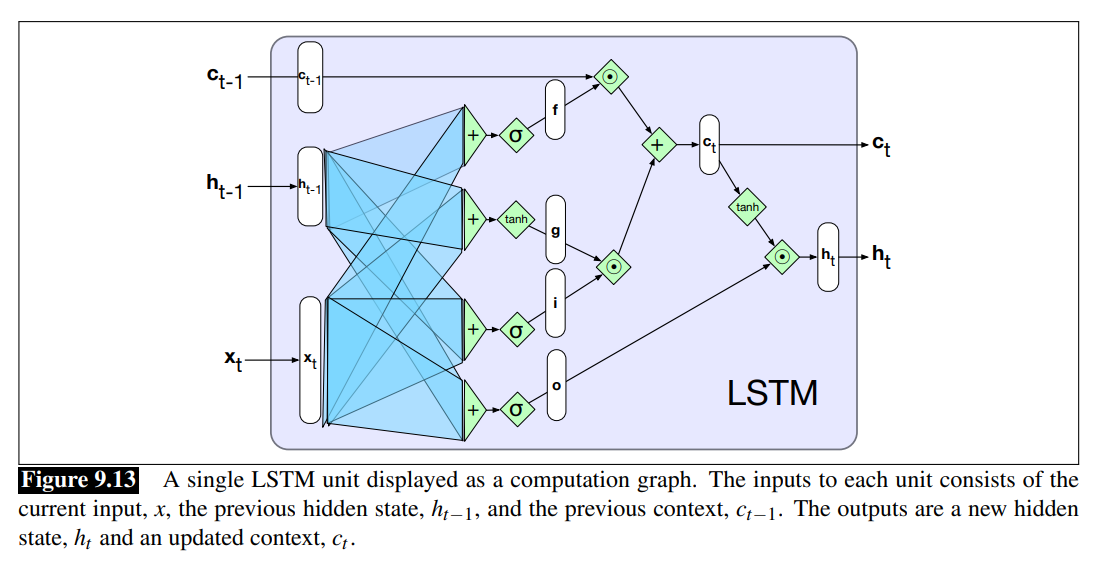 c_{t-1}
c_{t-1}
⊙
f
+
σ
+
c_t
c_t
h_{t-1}
h_{t-1}
+
tanh
g
tanh
⊙
⊙
h_t
h_t
i
+
σ
x_t
x_t
o
+
σ
LSTM
Figure 9.13 A single LSTM unit displayed as a computation graph. The inputs to each unit consists of the
current input, x, the previous hidden state, h_{t−1}, and the previous context, c_{t−1}. The outputs are a new hidden
state, h_t and an updated context, c_t.